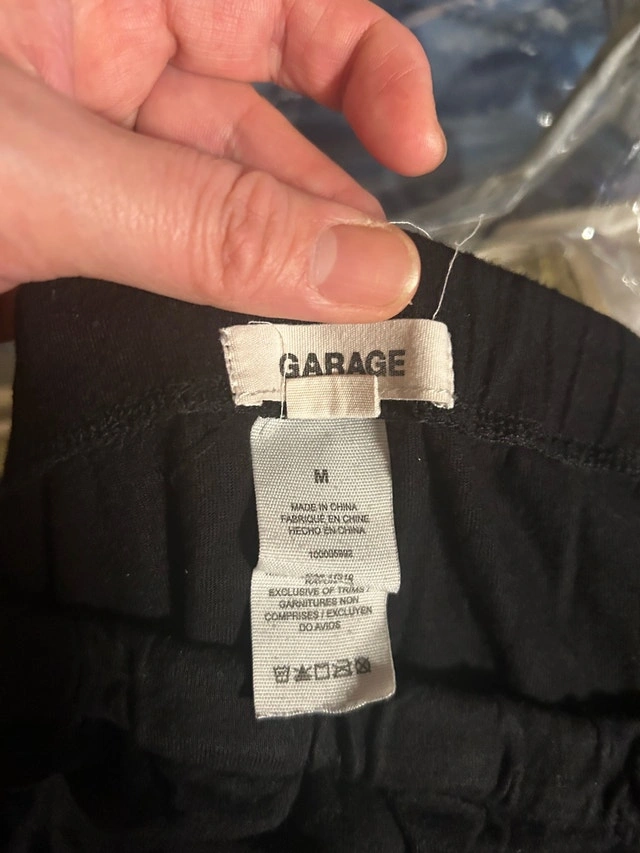 GARAGE
M
MADE IN CHINA
FABRIQUÉ EN CHINE
HECHO EN CHINA
EXCLUSIVE OF TRIMS /
GARNITURES NON
COMPRISES / EXCLUYEN
DO AVIOS